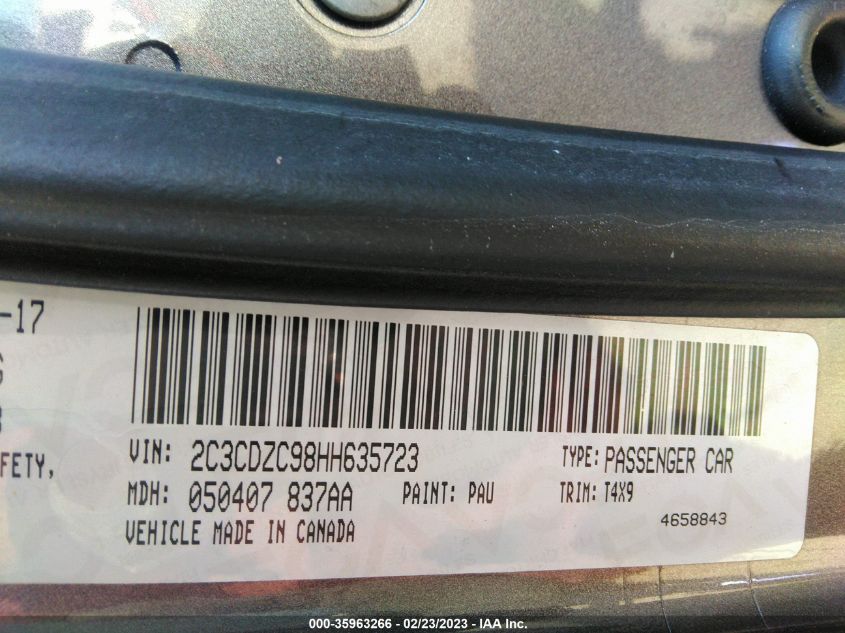 -17
FETY,
VIN: 2C3CDZC98HH635723 TYPE: PASSENGER CAR
MDH: 050407 837AA PAINT: PAU TRIM: T4X9
VEHICLE MADE IN CANADA 4658843
000-35963266 - 02/23/2023 - IAA Inc.